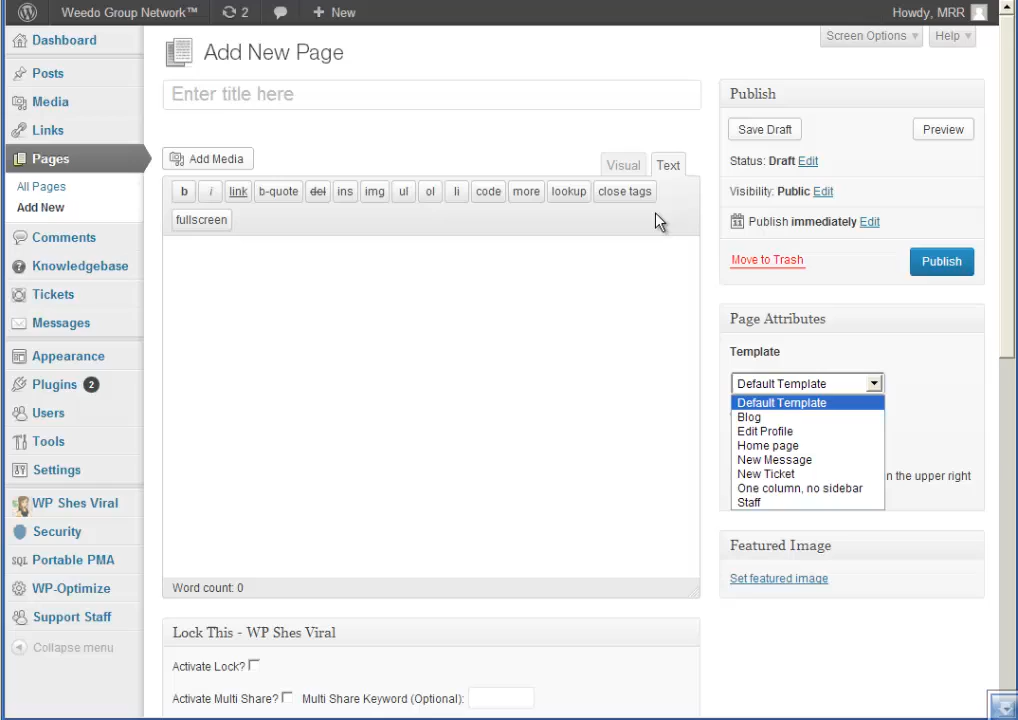 Weedo Group Network™ 2 + New Howdy, MRR
Screen Options Help
Dashboard
Posts
Media
Links
Pages
All Pages
Add New
Comments
Knowledgebase
Tickets
Messages
Appearance
Plugins 2
Users
Tools
Settings
WP Shes Viral
Security
SQL Portable PMA
WP-Optimize
Support Staff
Collapse menu
Add New Page
Enter title here
Add Media
Visual Text
b i link b-quote del ins img ul ol li code more lookup close tags
fullscreen
Word count: 0
Lock This - WP Shes Viral
Activate Lock?
Activate Multi Share? Multi Share Keyword (Optional):
Publish
Save Draft Preview
Status: Draft Edit
Visibility: Public Edit
11 Publish immediately Edit
Move to Trash Publish
Page Attributes
Template
Default Template
Default Template
Blog
Edit Profile
Home page
New Message
New Ticket
n the upper right
One column, no sidebar
Staff
Featured Image
Set featured image